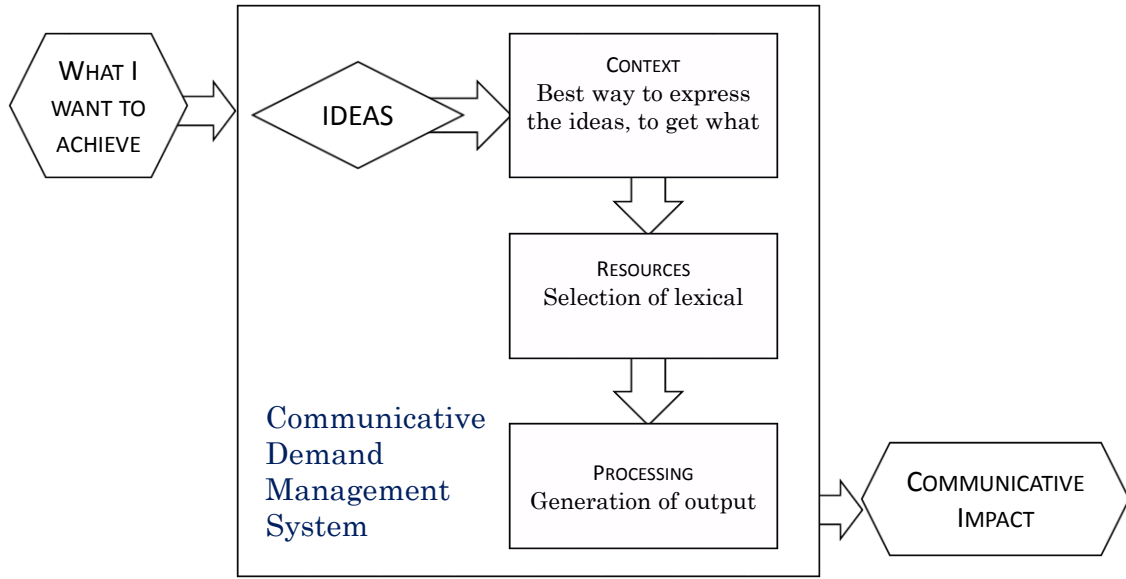 WHAT I
WANT TO
ACHIEVE
IDEAS
CONTEXT
Best way to express
the ideas, to get what
RESOURCES
Selection of lexical
PROCESSING
Generation of output
Communicative
Demand
Management
System
COMMUNICATIVE
IMPACT